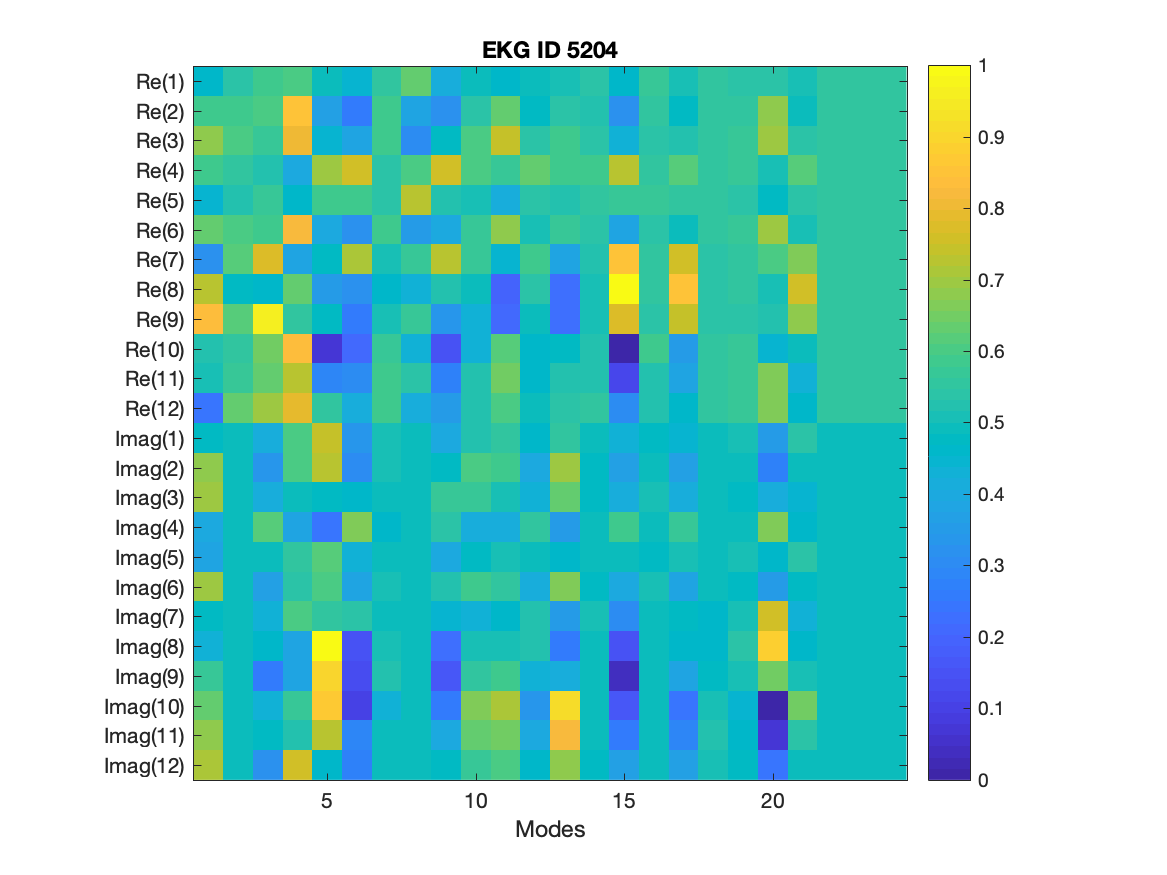 EKG ID 5204
Re(1)
Re(2)
Re(3)
Re(4)
Re(5)
Re(6)
Re(7)
Re(8)
Re(9)
Re(10)
Re(11)
Re(12)
Imag(1)
Imag(2)
Imag(3)
Imag(4)
Imag(5)
Imag(6)
Imag(7)
Imag(8)
Imag(9)
Imag(10)
Imag(11)
Imag(12)
5 10 15 20
Modes
1
0.9
0.8
0.7
0.6
0.5
0.4
0.3
0.2
0.1
0